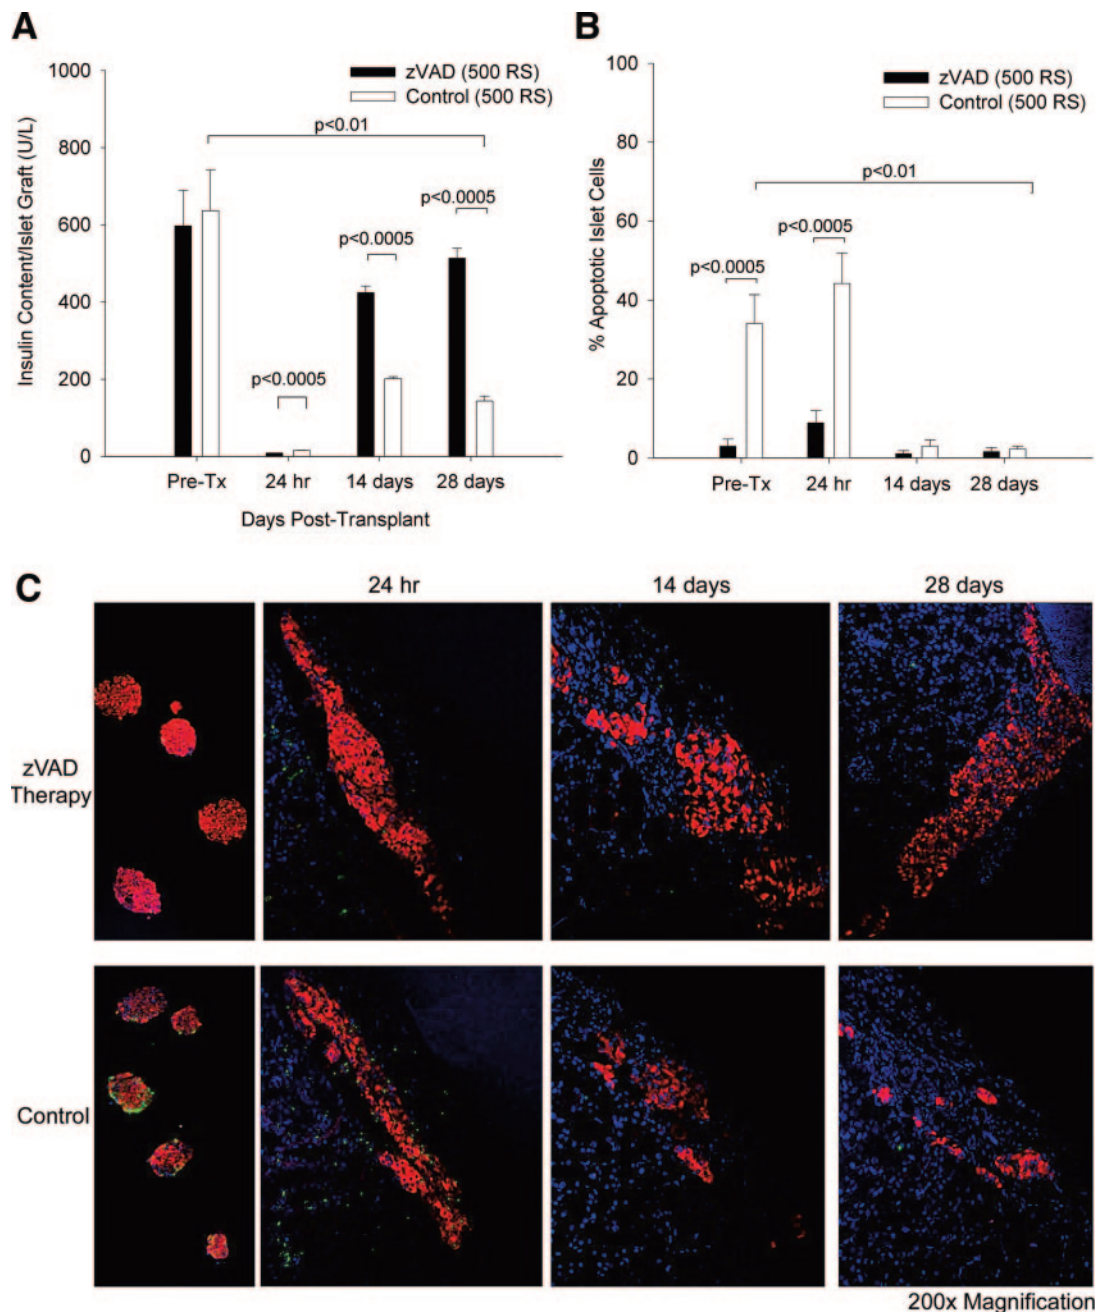 A
1000
800
600
400
200
0
Insulin Content/Islet Graft (U/L)
zVAD (500 RS)
Control (500 RS)
p<0.01
p<0.0005
p<0.0005
p<0.0005
Pre-Tx 24 hr 14 days 28 days
Days Post-Transplant
B
100
80
60
40
20
0
% Apoptotic Islet Cells
zVAD (500 RS)
Control (500 RS)
p<0.01
p<0.0005
p<0.0005
Pre-Tx 24 hr 14 days 28 days
C
24 hr 14 days 28 days
zVAD
Therapy
Control
200x Magnification